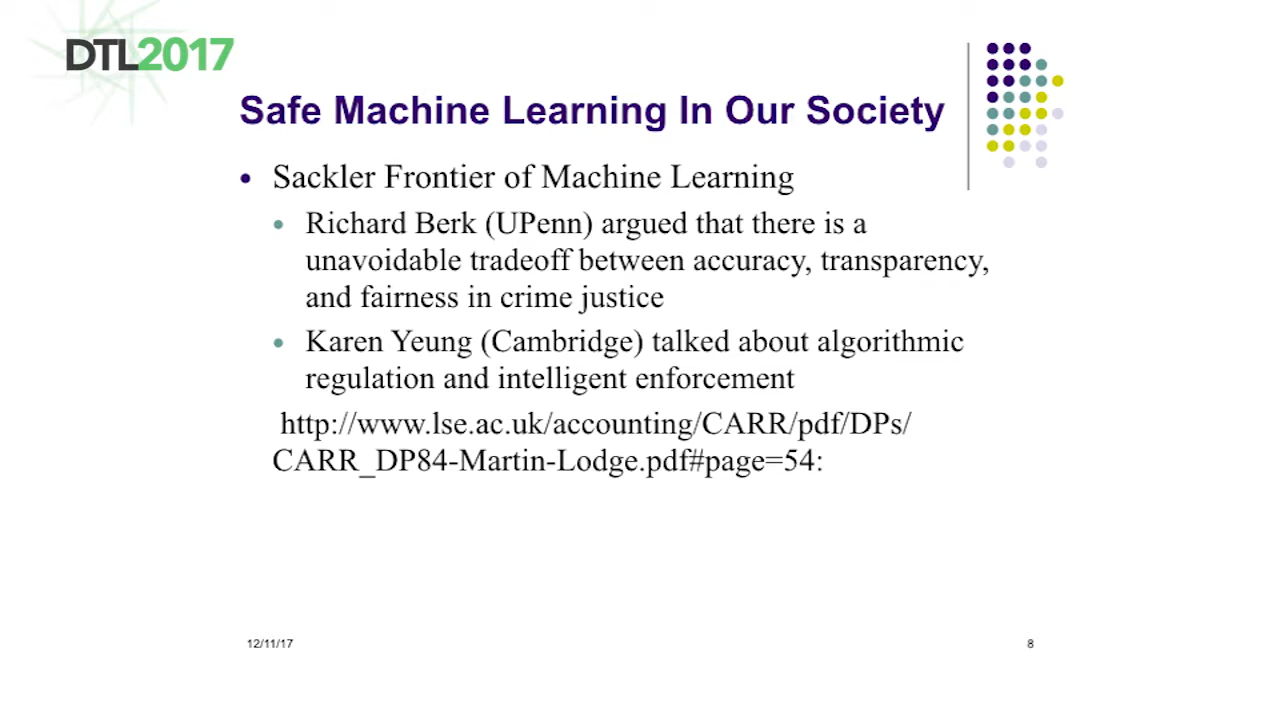 DTL2017
Safe Machine Learning In Our Society
• Sackler Frontier of Machine Learning
• Richard Berk (UPenn) argued that there is a
unavoidable tradeoff between accuracy, transparency,
and fairness in crime justice
• Karen Yeung (Cambridge) talked about algorithmic
regulation and intelligent enforcement
http://www.lse.ac.uk/accounting/CARR/pdf/DPs/
CARR_DP84-Martin-Lodge.pdf#page=54:
12/11/17
8